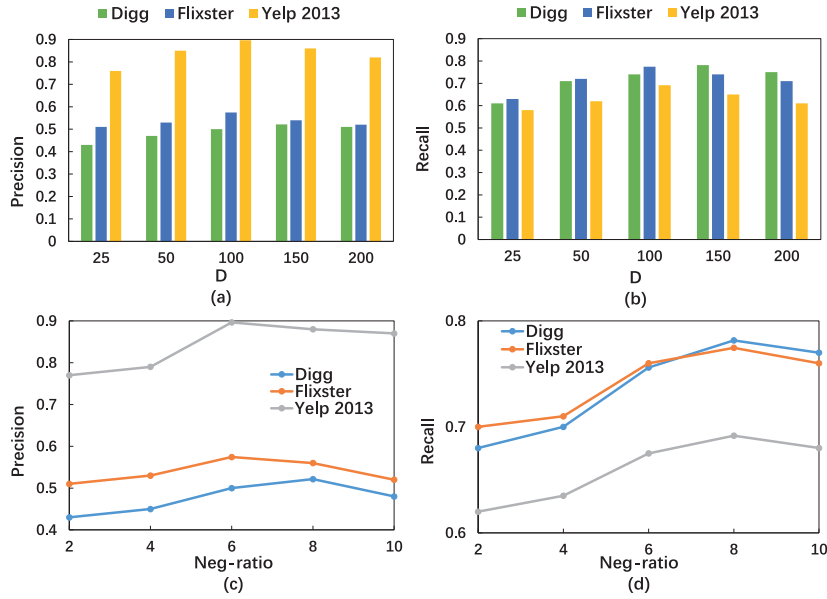 Digg Flixster Yelp 2013
0.9
0.8
0.7
0.6
0.5
0.4
0.3
0.2
0.1
0
Precision
25 50 100 150 200
D
(a)
Digg Flixster Yelp 2013
0.9
0.8
0.7
0.6
0.5
0.4
0.3
0.2
0.1
0
Recall
25 50 100 150 200
D
(b)
0.9
0.8
0.9
0.7
0.6
0.5
0.4
Precision
Digg
Flixster
Yelp 2013
2 4 6 8 10
Neg-ratio
(c)
0.8
0.7
0.6
Recall
Digg
Flixster
Yelp 2013
2 4 6 8 10
Neg-ratio
(d)